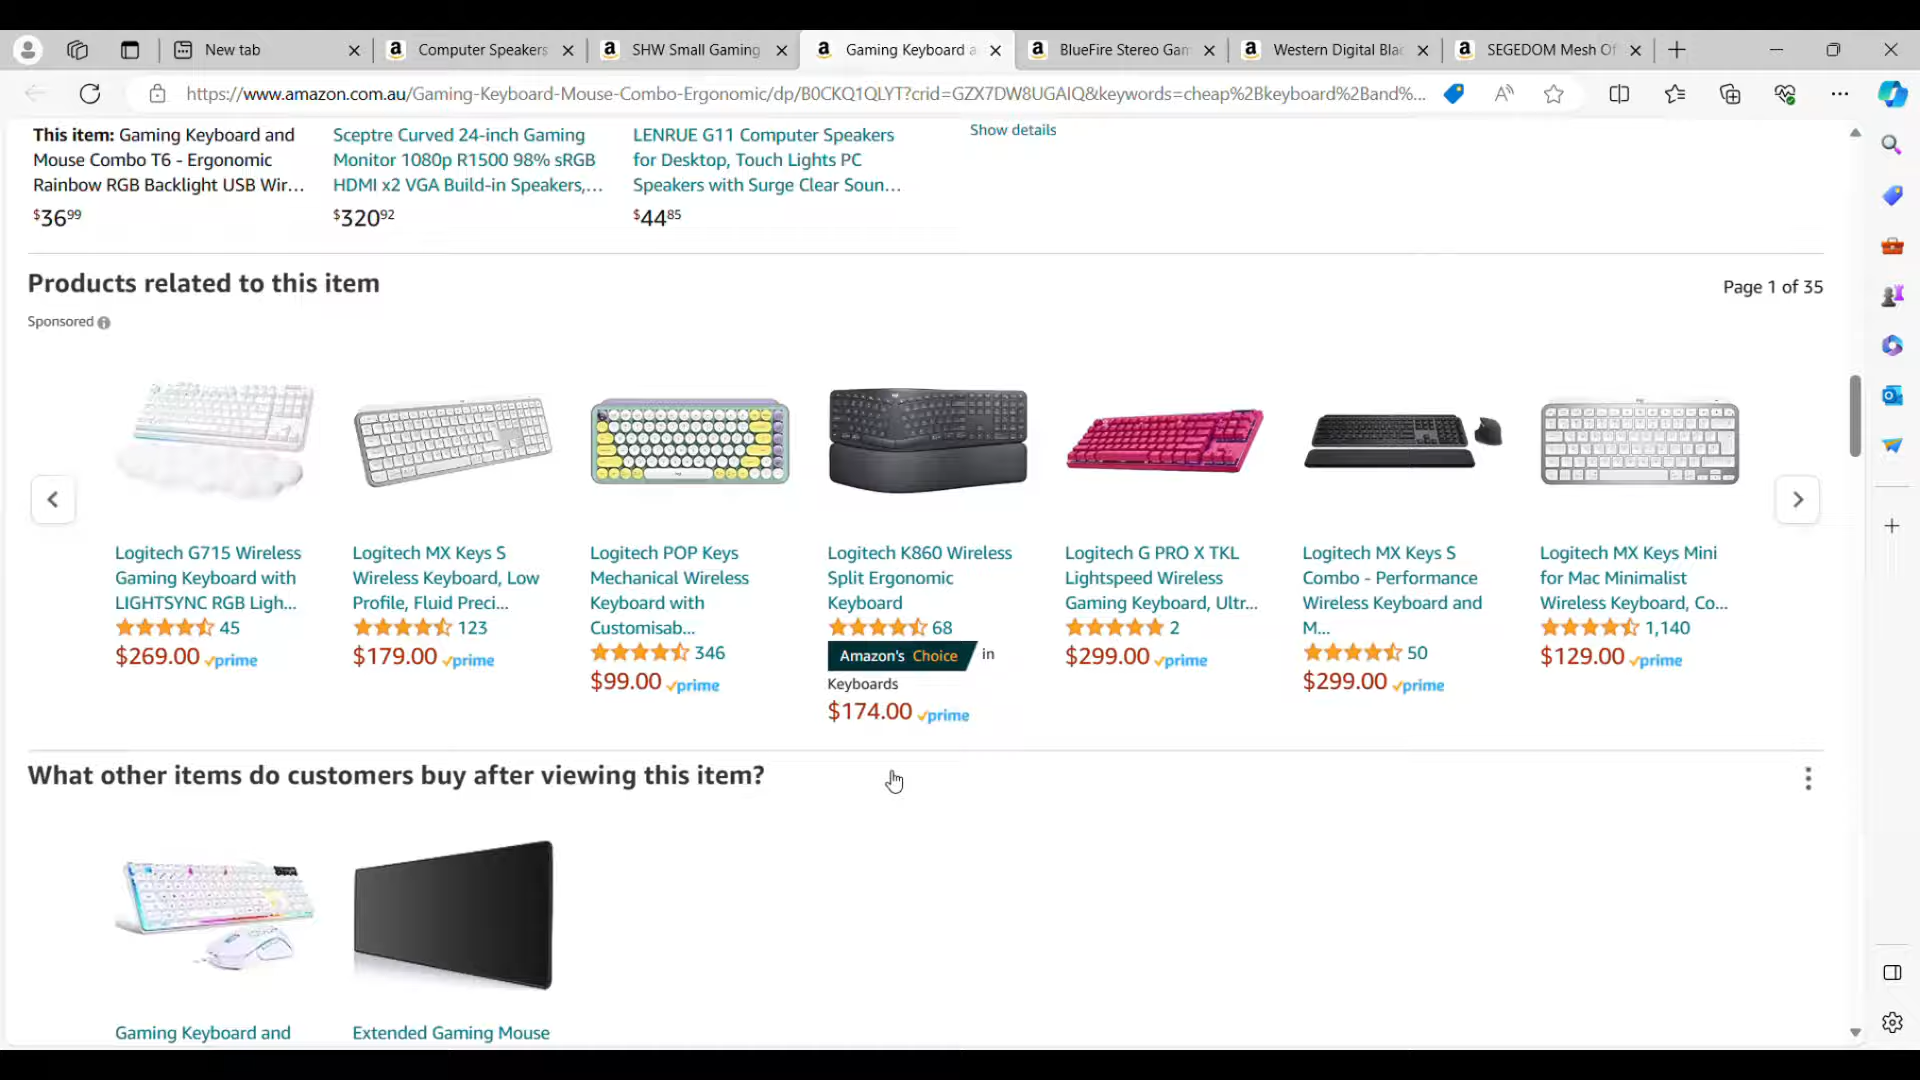 New tab
Computer Speakers
SHW Small Gaming
Gaming Keyboard a
BlueFire Stereo Gam
Western Digital Blac
SEGEDOM Mesh Of
https://www.amazon.com.au/Gaming-Keyboard-Mouse-Combo-Ergonomic/dp/B0CKQ1QLYT?crid=GZX7DW8UGAIQ&keywords=cheap%2Bkeyboard%2Band%...
This item: Gaming Keyboard and
Mouse Combo T6 - Ergonomic
Rainbow RGB Backlight USB Wir...
$36.99
Sceptre Curved 24-inch Gaming
Monitor 1080p R1500 98% sRGB
HDMI x2 VGA Build-in Speakers,...
$320.92
LENRUE G11 Computer Speakers
for Desktop, Touch Lights PC
Speakers with Surge Clear Soun...
$44.85
Show details
Products related to this item
Page 1 of 35
Sponsored
Logitech G715 Wireless
Gaming Keyboard with
LIGHTSYNC RGB Ligh...
45
$269.00 prime
Logitech MX Keys S
Wireless Keyboard, Low
Profile, Fluid Preci...
123
$179.00 prime
Logitech POP Keys
Mechanical Wireless
Keyboard with
Customisab...
346
$99.00 prime
Logitech K860 Wireless
Split Ergonomic
Keyboard
68
Amazon's Choice in
Keyboards
$174.00 prime
Logitech G PRO X TKL
Lightspeed Wireless
Gaming Keyboard, Ultr...
2
$299.00 prime
Logitech MX Keys S
Combo - Performance
Wireless Keyboard and
M...
50
$299.00 prime
Logitech MX Keys Mini
for Mac Minimalist
Wireless Keyboard, Co...
1,140
$129.00 prime
What other items do customers buy after viewing this item?
Gaming Keyboard and
Extended Gaming Mouse